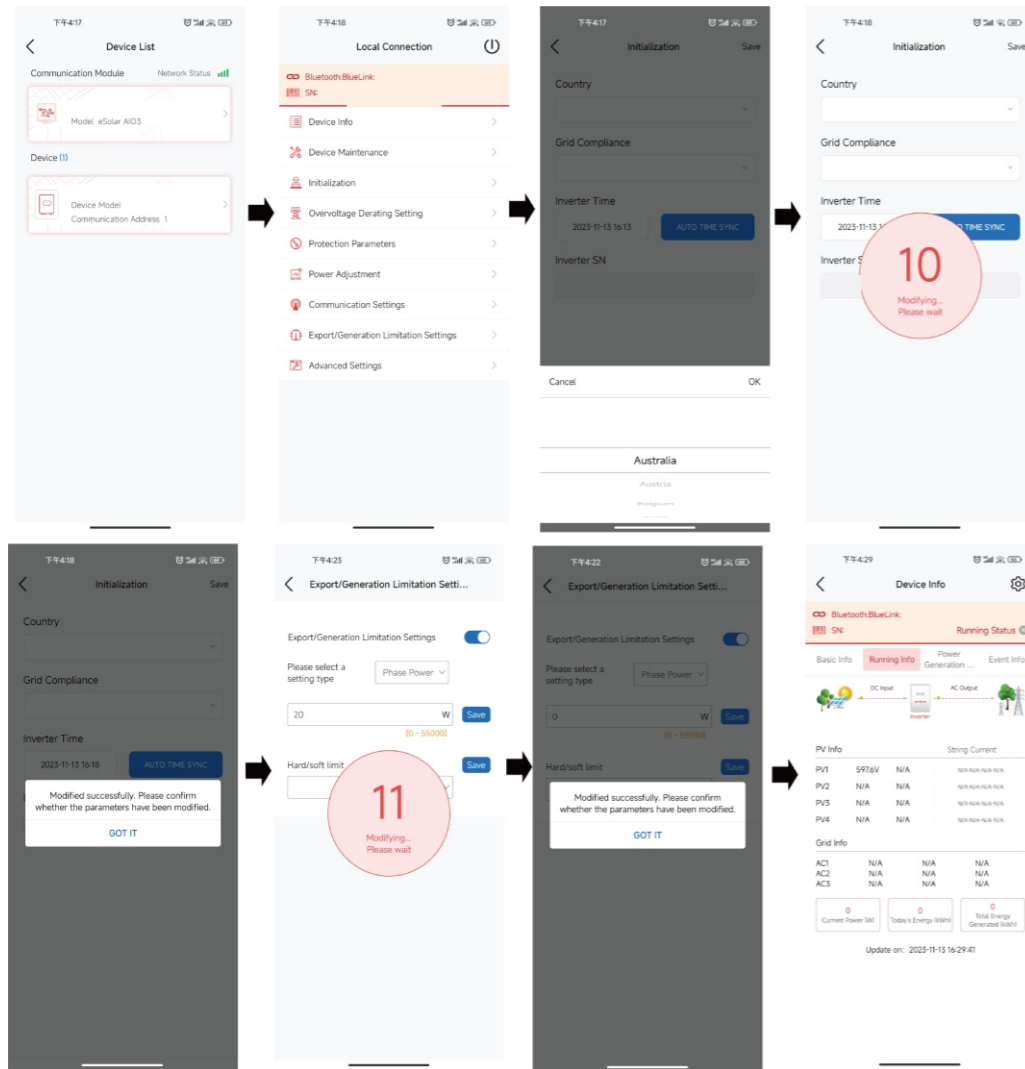 下午4:17
Device List
Communication Module Network Status
Model eSolar AIO3
Device (1)
Device Model
Communication Address 1
下午4:18
Local Connection
Bluetooth:BlueLink:
SN:
Device Info
Device Maintenance
Initialization
Overvoltage Derating Setting
Protection Parameters
Power Adjustment
Communication Settings
Export/Generation Limitation Settings
Advanced Settings
下午4:17
Initialization Save
Country
Grid Compliance
Inverter Time
2023-11-13 16:13 AUTO TIME SYNC
Inverter SN
Cancel OK
Australia
Austria
Belgium
下午4:18
Initialization Save
Country
Grid Compliance
Inverter Time
2023-11-13 TIME SYNC
Inverter
10
Modifying...
Please wait
下午4:18
Initialization Save
Country
Grid Compliance
Inverter Time
2023-11-13 16:18 AUTO TIME SYNC
Modified successfully. Please confirm
whether the parameters have been modified.
GOT IT
下午4:23
Export/Generation Limitation Setti...
Export/Generation Limitation Settings
Please select a
setting type
Phase Power
20 W Save
[0 - 55000]
Hard/soft limit Save
11
Modifying...
Please wait
下午4:22
Export/Generation Limitation Setti...
Export/Generation Limitation Settings
Please select a
setting type
Phase Power
0 W Save
[0 - 55000]
Hard/soft limit Save
Modified successfully. Please confirm
whether the parameters have been modified.
GOT IT
下午4:29
Device Info
Bluetooth:BlueLink:
SN: Running Status
Basic Info Running Info Power Generation ... Event Info
DC Input AC Output
Inverter
PV Info String Current
PV1 597.6V N/A N/A N/A N/A N/A
PV2 N/A N/A N/A N/A N/A N/A
PV3 N/A N/A N/A N/A N/A N/A
PV4 N/A N/A N/A N/A N/A N/A
Grid Info
AC1 N/A N/A N/A
AC2 N/A N/A N/A
AC3 N/A N/A N/A
0 0 0
Current Power (W) Today's Energy (kWh) Total Energy
Generated (kWh)
Update on: 2023-11-13 16:29:41